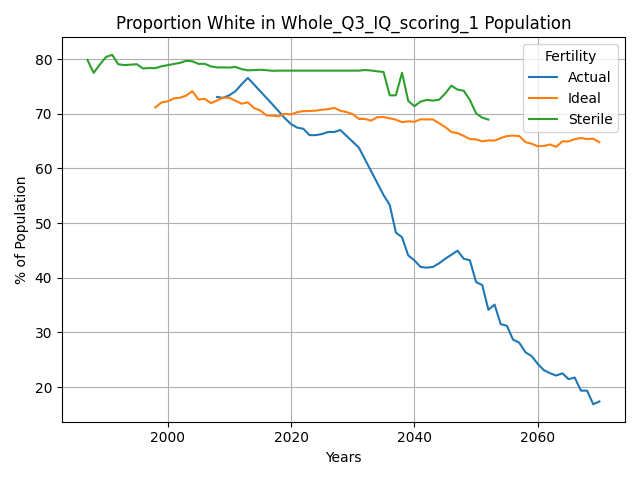 Proportion White in Whole_Q3_IQ_scoring_1 Population
Fertility
Actual
Ideal
Sterile
80
70
60
50
40
30
20
% of Population
2000
2020
2040
2060
Years